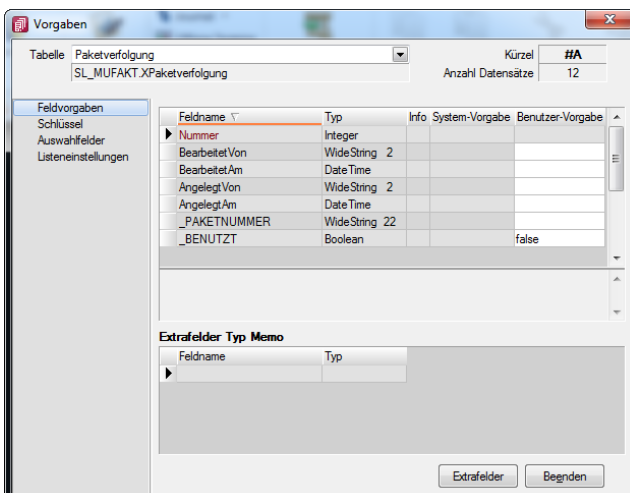 Vorgaben
Tabelle Paketverfolgung Kürzel #A
SL_MUFAKT.XPaketverfolgung Anzahl Datensätze 12
Feldvorgaben
Schlüssel
Auswahlfelder
Listeneinstellungen
Feldname Typ Info System-Vorgabe Benutzer-Vorgabe
Nummer Integer
BearbeitetVon WideString 2
BearbeitetAm DateTime
AngelegtVon WideString 2
AngelegtAm DateTime
_PAKETNUMMER WideString 22
_BENUTZT Boolean false
Extrafelder Typ Memo
Feldname Typ
Extrafelder Beenden